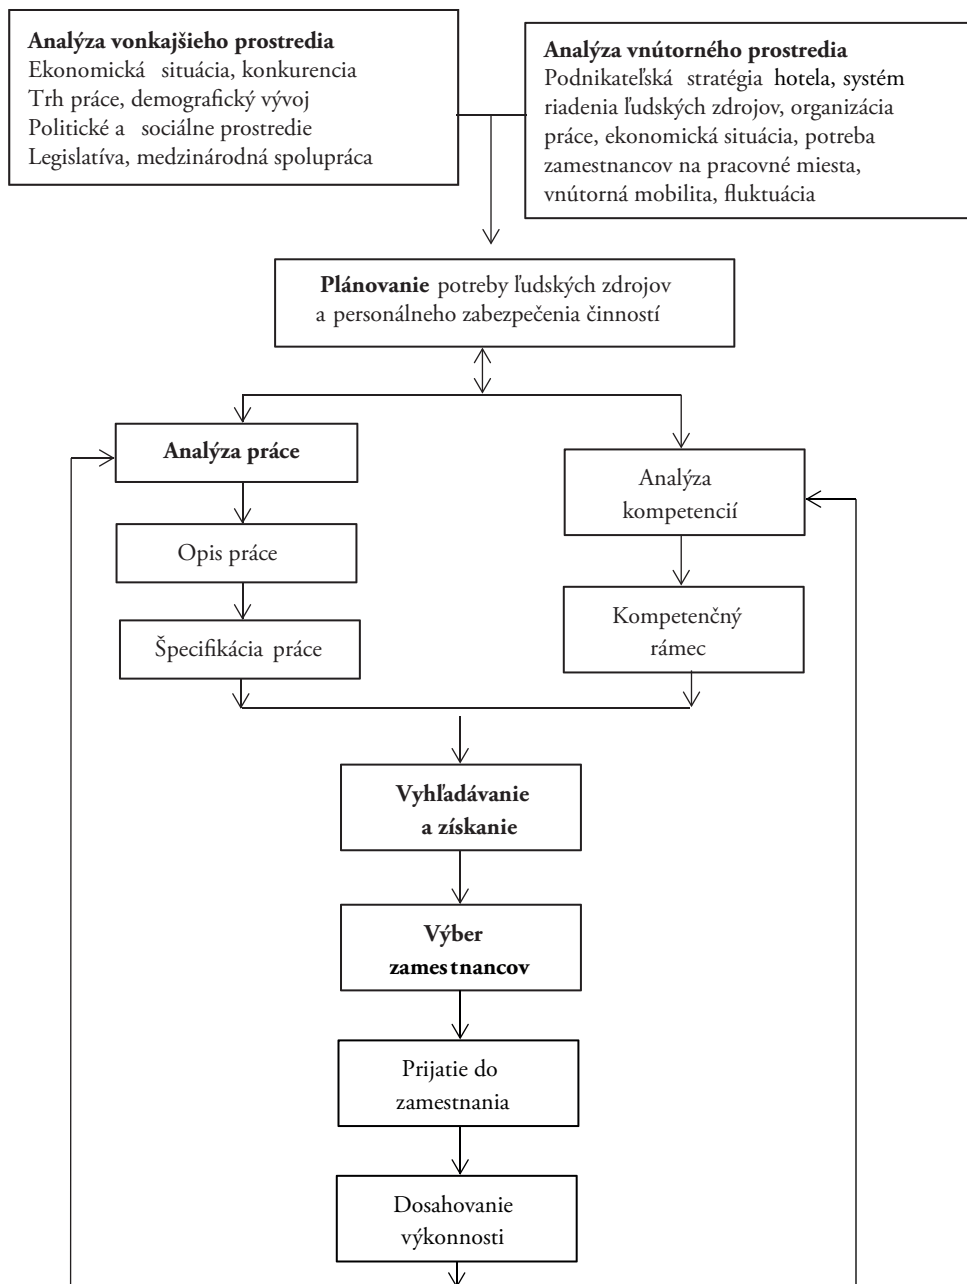 Analýza vonkajšieho prostredia
Ekonomická situácia, konkurencia
Trh práce, demografický vývoj
Politické a sociálne prostredie
Legislatíva, medzinárodná spolupráca
Analýza vnútorného prostredia
Podnikateľská stratégia hotela, systém
riadenia ľudských zdrojov, organizácia
práce, ekonomická situácia, potreba
zamestnancov na pracovné miesta,
vnútorná mobilita, fluktuácia
Plánovanie potreby ľudských zdrojov
a personálneho zabezpečenia činností
Analýza práce
Opis práce
Špecifikácia práce
Analýza
kompetencií
Kompetenčný
rámec
Vyhľadávanie
a získanie
Výber
zamestnancov
Prijatie do
zamestnania
Dosahovanie
výkonnosti